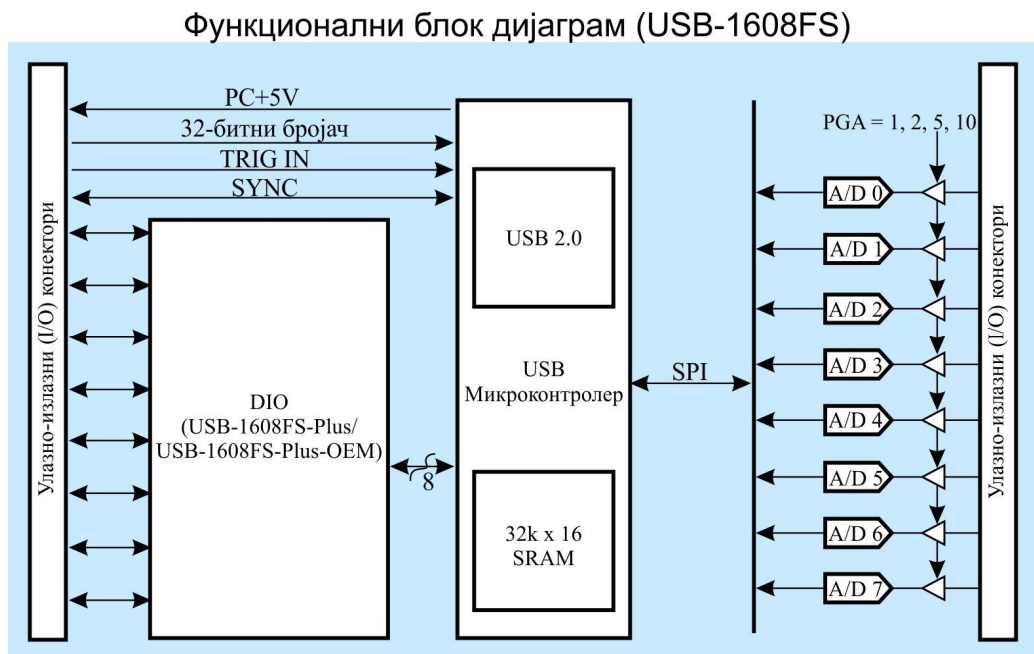 Функционални блок дијаграм (USB-1608FS)
Улазно-излазни (I/O) конектори
PC+5V
32-битни бројач
TRIG IN
SYNC
DIO
(USB-1608FS-Plus/
USB-1608FS-Plus-OEM)
8
USB 2.0
USB
Микроконтролер
32k x 16
SRAM
SPI
PGA = 1, 2, 5, 10
A/D 0
A/D 1
A/D 2
A/D 3
A/D 4
A/D 5
A/D 6
A/D 7
Улазно-излазни (I/O) конектори